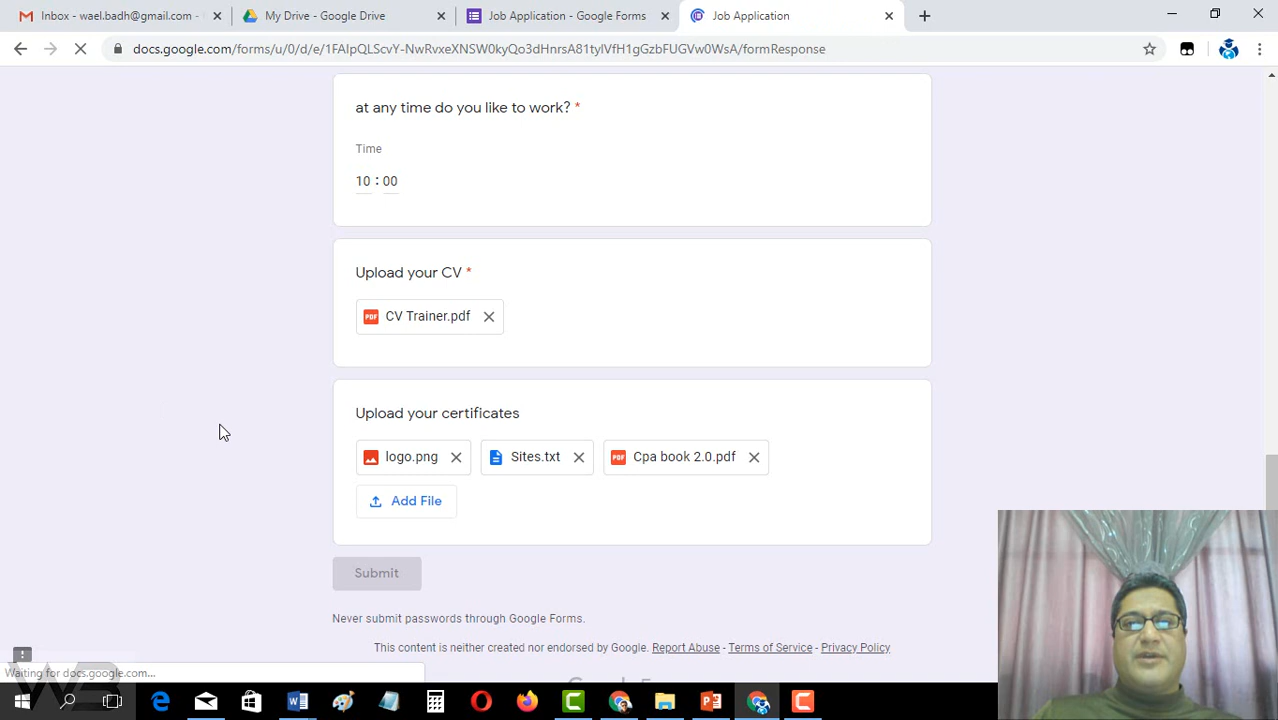 Inbox - wael.badh@gmail.com -
My Drive - Google Drive
Job Application - Google Forms
Job Application
docs.google.com/forms/u/0/d/e/1FAIpQLScvY-NwRvxeXNSW0kyQo3dHnrsA81tylVfH1gGzbFUGVw0WsA/formResponse
at any time do you like to work? *
Time
10 : 00
Upload your CV *
PDF CV Trainer.pdf
Upload your certificates
logo.png
Sites.txt
PDF Cpa book 2.0.pdf
Add File
Submit
Never submit passwords through Google Forms.
This content is neither created nor endorsed by Google. Report Abuse - Terms of Service - Privacy Policy
Waiting for docs.google.com...
WB